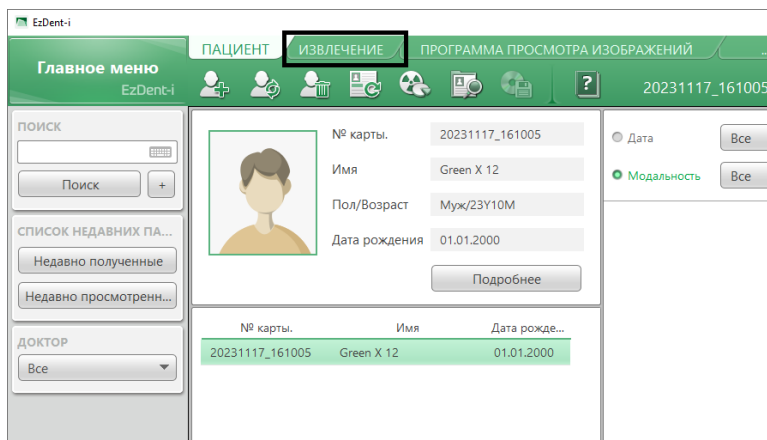 EzDent-i
ПАЦИЕНТ ИЗВЛЕЧЕНИЕ ПРОГРАММА ПРОСМОТРА ИЗОБРАЖЕНИЙ ..
Главное меню
EzDent-i
? 20231117_161005
ПОИСК
Поиск +
СПИСОК НЕДАВНИХ ПА...
Недавно полученные
Недавно просмотренн...
ДОКТОР
Все
№ карты. 20231117_161005
Имя Green X 12
Пол/Возраст Муж/23Y10M
Дата рождения 01.01.2000
Подробнее
№ карты. Имя Дата рожде...
20231117_161005 Green X 12 01.01.2000
Дата Все
Модальность Все